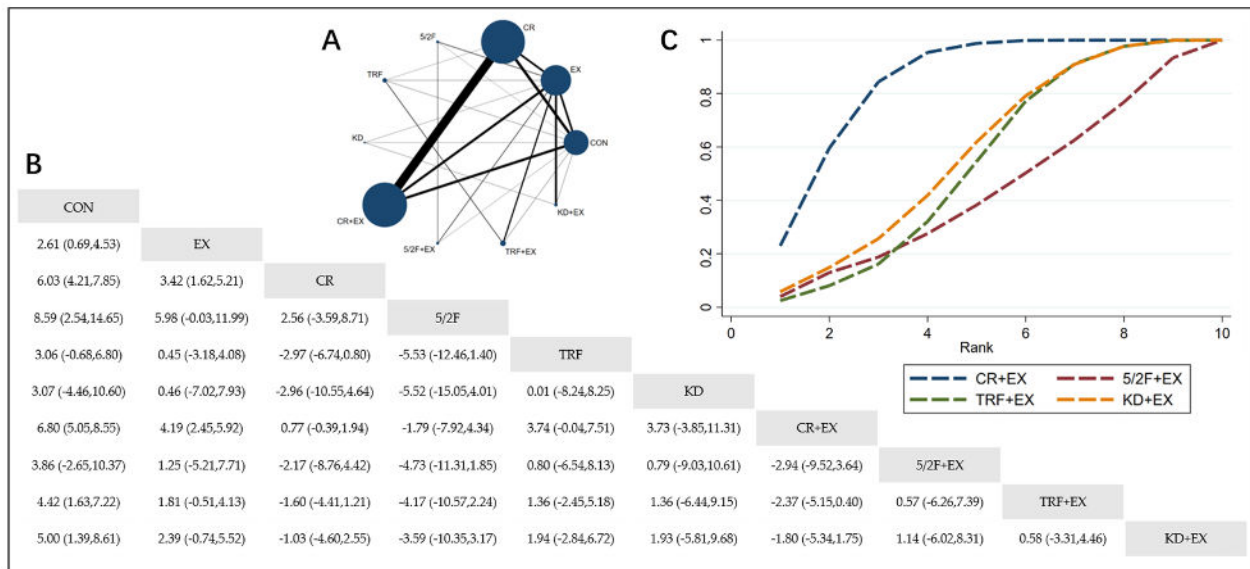 A
CR
5/2F
EX
TRF
KD
CON
CR+EX
KD+EX
5/2F+EX
TRF+EX
B
CON
2.61 (0.69,4.53) EX
6.03 (4.21,7.85) 3.42 (1.62,5.21) CR
8.59 (2.54,14.65) 5.98 (-0.03,11.99) 2.56 (-3.59,8.71) 5/2F
3.06 (-0.68,6.80) 0.45 (-3.18,4.08) -2.97 (-6.74,0.80) -5.53 (-12.46,1.40) TRF
3.07 (-4.46,10.60) 0.46 (-7.02,7.93) -2.96 (-10.55,4.64) -5.52 (-15.05,4.01) 0.01 (-8.24,8.25) KD
6.80 (5.05,8.55) 4.19 (2.45,5.92) 0.77 (-0.39,1.94) -1.79 (-7.92,4.34) 3.74 (-0.04,7.51) 3.73 (-3.85,11.31) CR+EX
3.86 (-2.65,10.37) 1.25 (-5.21,7.71) -2.17 (-8.76,4.42) -4.73 (-11.31,1.85) 0.80 (-6.54,8.13) 0.79 (-9.03,10.61) -2.94 (-9.52,3.64) 5/2F+EX
4.42 (1.63,7.22) 1.81 (-0.51,4.13) -1.60 (-4.41,1.21) -4.17 (-10.57,2.24) 1.36 (-2.45,5.18) 1.36 (-6.44,9.15) -2.37 (-5.15,0.40) 0.57 (-6.26,7.39) TRF+EX
5.00 (1.39,8.61) 2.39 (-0.74,5.52) -1.03 (-4.60,2.55) -3.59 (-10.35,3.17) 1.94 (-2.84,6.72) 1.93 (-5.81,9.68) -1.80 (-5.34,1.75) 1.14 (-6.02,8.31) 0.58 (-3.31,4.46) KD+EX
C
1
0.8
0.6
0.4
0.2
0
0 2 4 6 8 10
Rank
CR+EX 5/2F+EX
TRF+EX KD+EX